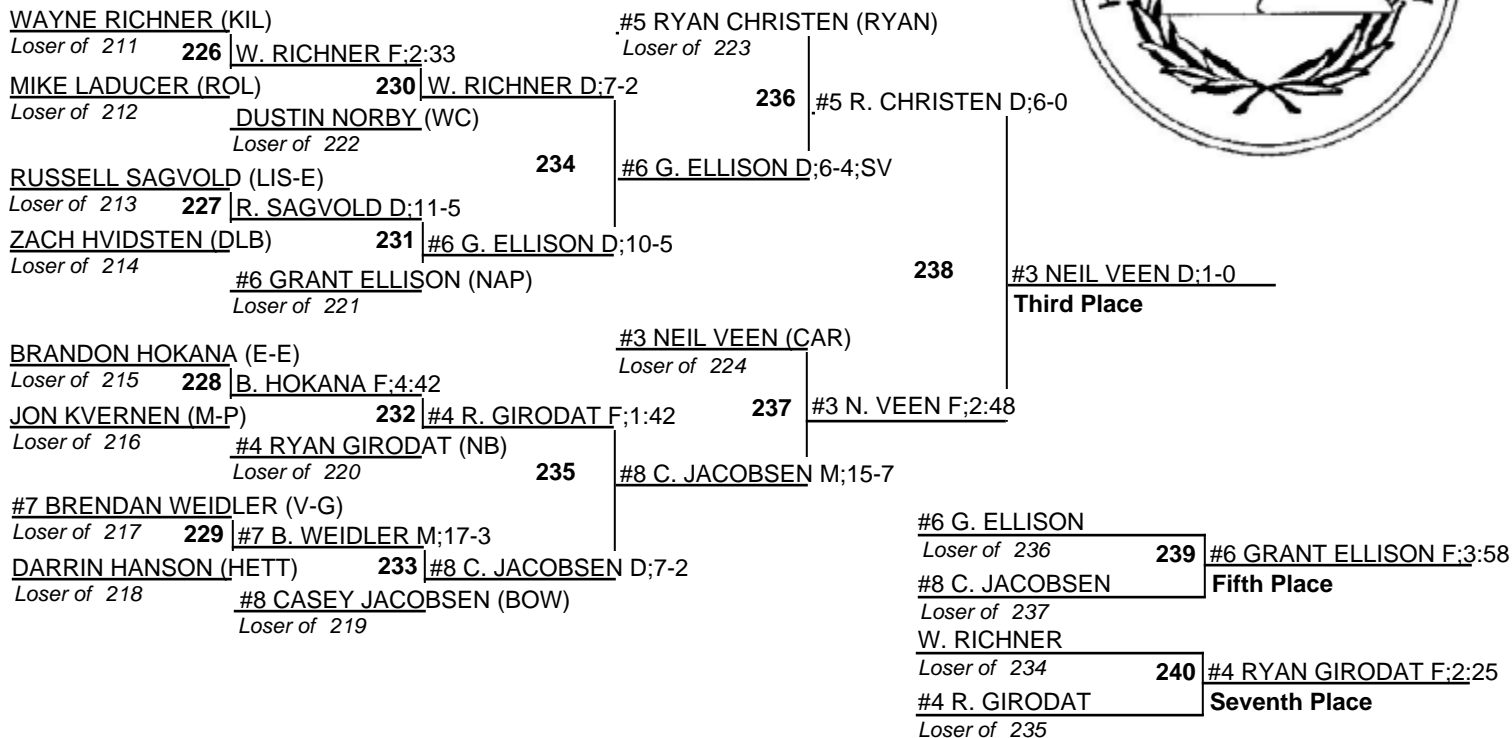 WAYNE RICHNER (KIL)
Loser of 211
226
W. RICHNER F;2:33
MIKE LADUCER (ROL)
Loser of 212
230
W. RICHNER D;7-2
DUSTIN NORBY (WC)
Loser of 222
RUSSELL SAGVOLD (LIS-E)
Loser of 213
227
R. SAGVOLD D;11-5
ZACH HVIDSTEN (DLB)
Loser of 214
231
#6 G. ELLISON D;10-5
#6 GRANT ELLISON (NAP)
Loser of 221
234
#6 G. ELLISON D;6-4;SV
#5 RYAN CHRISTEN (RYAN)
Loser of 223
236
#5 R. CHRISTEN D;6-0
BRANDON HOKANA (E-E)
Loser of 215
228
B. HOKANA F;4:42
JON KVERNEN (M-P)
Loser of 216
232
#4 R. GIRODAT F;1:42
#4 RYAN GIRODAT (NB)
Loser of 220
#7 BRENDAN WEIDLER (V-G)
Loser of 217
229
#7 B. WEIDLER M;17-3
DARRIN HANSON (HETT)
Loser of 218
233
#8 C. JACOBSEN D;7-2
#8 CASEY JACOBSEN (BOW)
Loser of 219
235
#8 C. JACOBSEN M;15-7
#3 NEIL VEEN (CAR)
Loser of 224
237
#3 N. VEEN F;2:48
238
#3 NEIL VEEN D;1-0
Third Place
#6 G. ELLISON
Loser of 236
239
#6 GRANT ELLISON F;3:58
#8 C. JACOBSEN
Loser of 237
Fifth Place
W. RICHNER
Loser of 234
240
#4 RYAN GIRODAT F;2:25
#4 R. GIRODAT
Loser of 235
Seventh Place